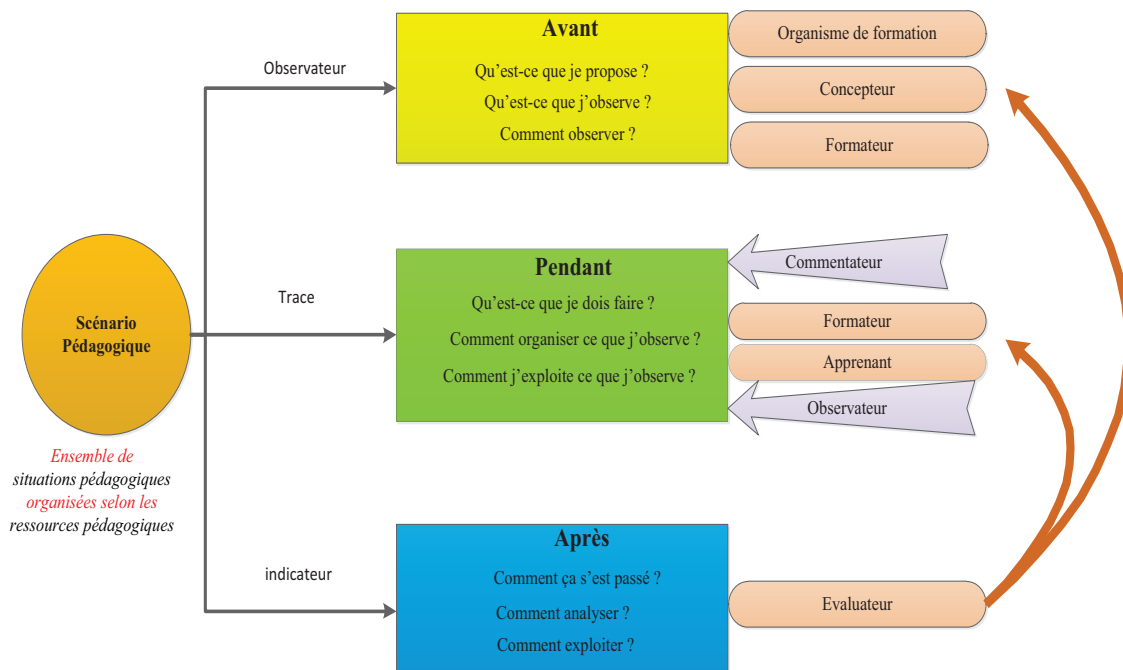 Avant
Qu’est-ce que je propose ?
Qu’est-ce que j’observe ?
Comment observer ?
Organisme de formation
Concepteur
Formateur
Observateur
Scénario
Pédagogique
Ensemble de
situations pédagogiques
organisées selon les
ressources pédagogiques
Trace
Pendant
Qu’est-ce que je dois faire ?
Comment organiser ce que j’observe ?
Comment j’exploite ce que j’observe ?
Commentateur
Formateur
Apprenant
Observateur
indicateur
Après
Comment ça s’est passé ?
Comment analyser ?
Comment exploiter ?
Evaluateur